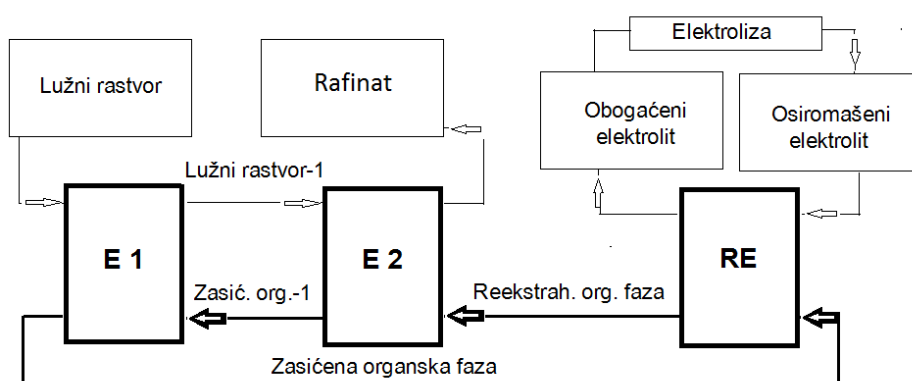 Elektroliza
Lužni rastvor
Rafinat
Obogaćeni
elektrolit
Osiromašeni
elektrolit
Lužni rastvor-1
E 1
E 2
RE
Zasić. org.-1
Reekstrah. org. faza
Zasićena organska faza